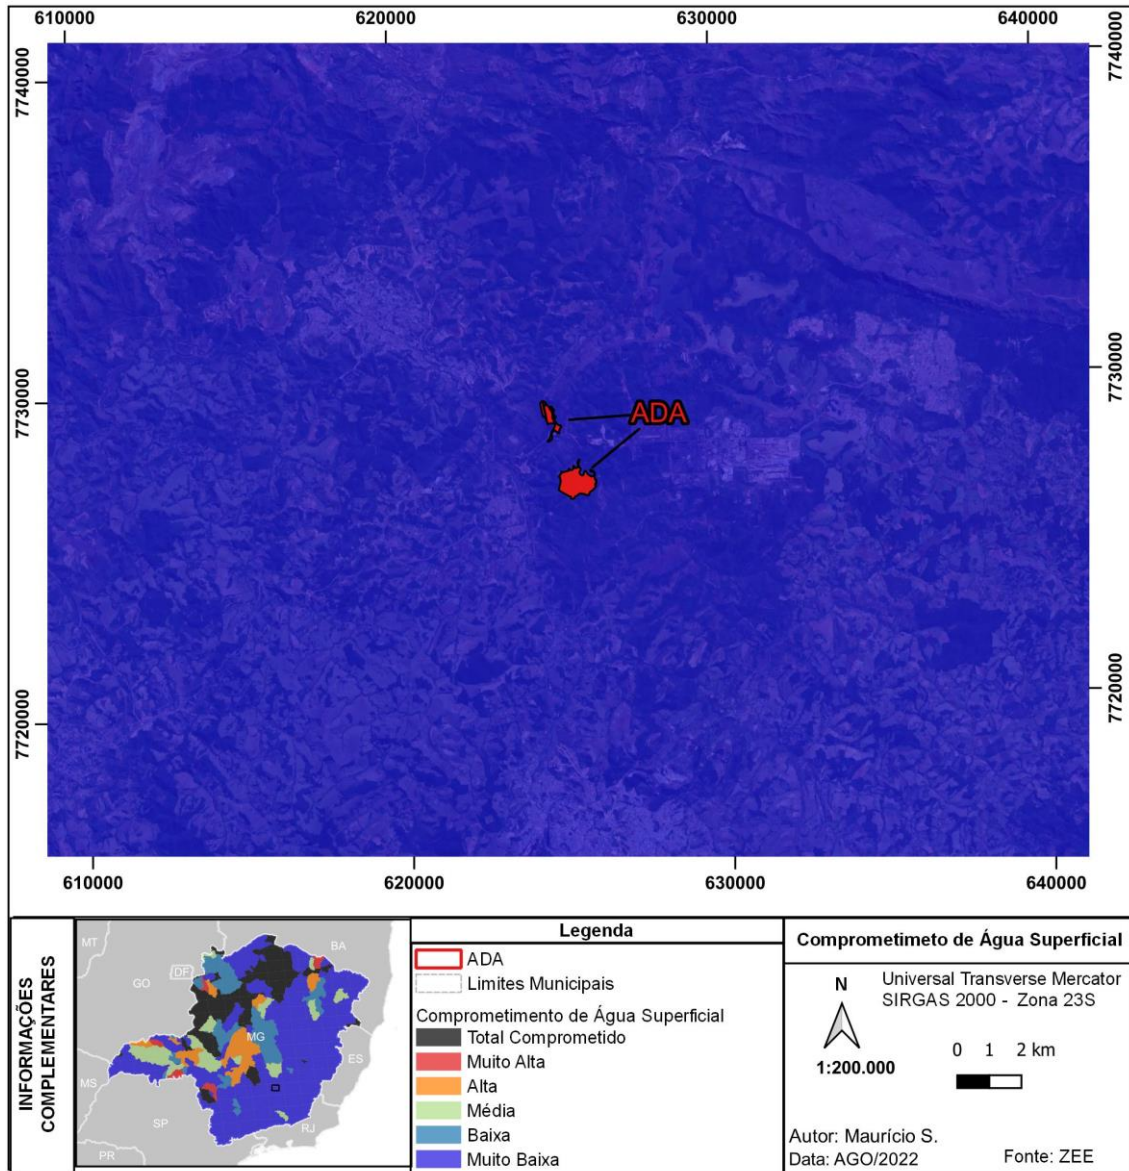 610000
620000
630000
640000
7740000
7740000
7730000
7730000
ADA
7720000
7720000
610000
620000
630000
640000
INFORMAÇÕES
COMPLEMENTARES
MT
BA
GO
DF
MG
ES
MS
SP
RJ
PR
Legenda
ADA
Limites Municipais
Comprometimento de Água Superficial
Total Comprometido
Muito Alta
Alta
Média
Baixa
Muito Baixa
Comprometimeto de Água Superficial
N
Universal Transverse Mercator
SIRGAS 2000 - Zona 23S
1:200.000
0 1 2 km
Autor: Maurício S.
Data: AGO/2022
Fonte: ZEE